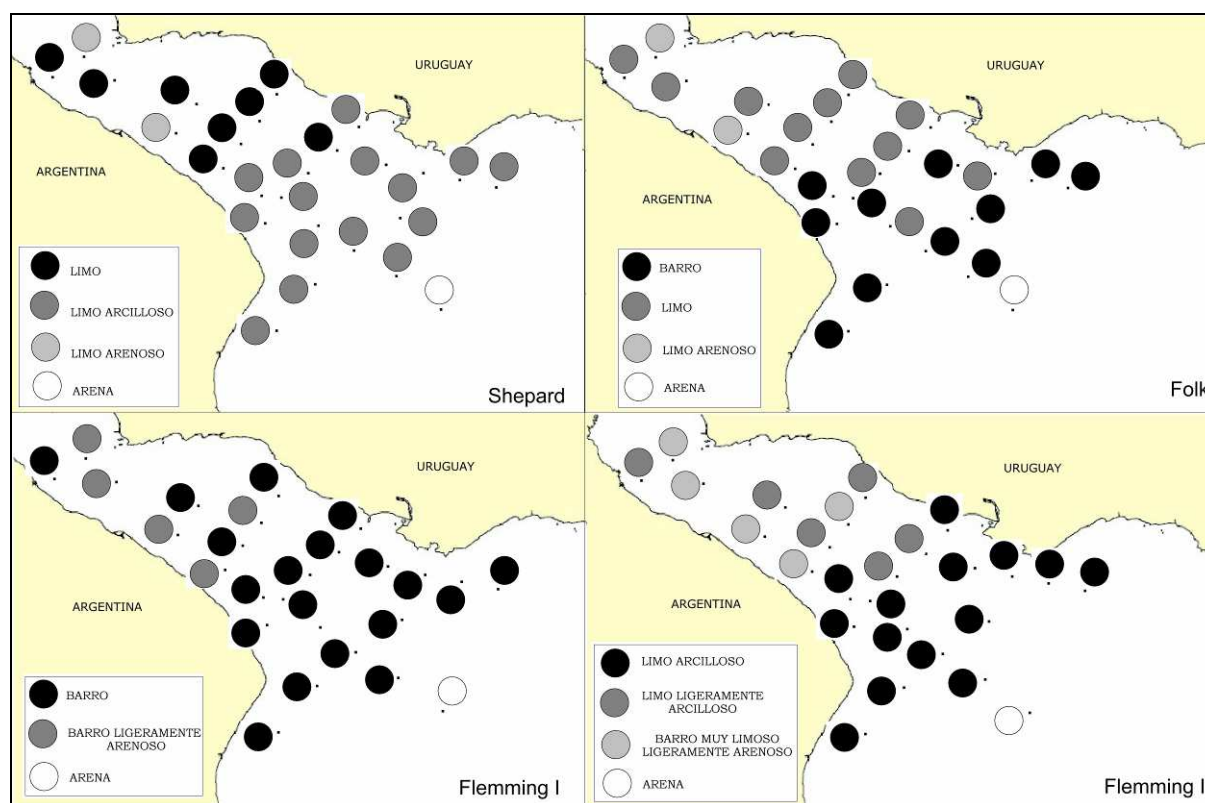 URUGUAY
ARGENTINA
LIMO
LIMO ARCILLOSO
LIMO ARENOSO
ARENA
Shepard
URUGUAY
ARGENTINA
BARRO
LIMO
LIMO ARENOSO
ARENA
Folk
URUGUAY
ARGENTINA
BARRO
BARRO LIGERAMENTE
ARENOSO
ARENA
Flemming I
URUGUAY
ARGENTINA
LIMO ARCILLOSO
LIMO LIGERAMENTE
ARCILLOSO
BARRO MUY LIMOSO
LIGERAMENTE ARENOSO
ARENA
Flemming I